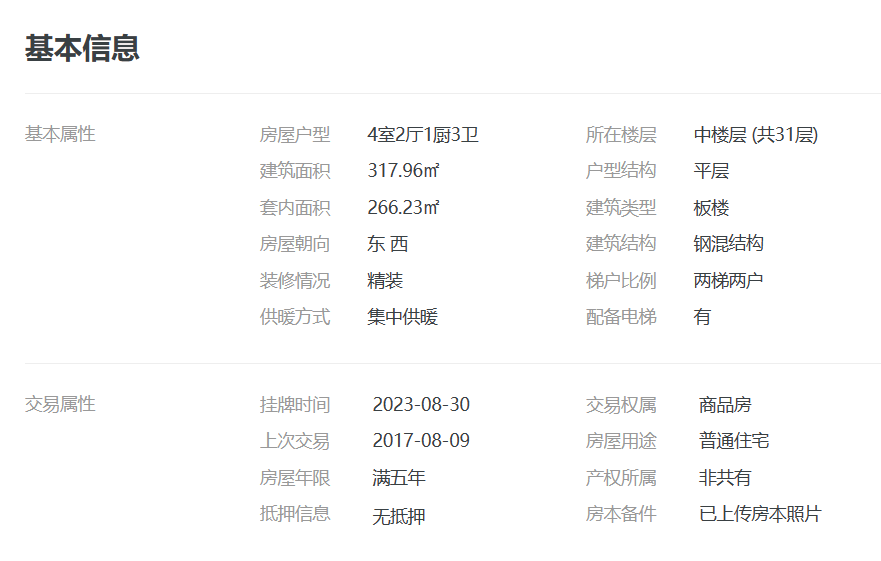 基本信息
基本属性 房屋户型 4室2厅1厨3卫 所在楼层 中楼层 (共31层)
建筑面积 317.96㎡ 户型结构 平层
套内面积 266.23㎡ 建筑类型 板楼
房屋朝向 东 西 建筑结构 钢混结构
装修情况 精装 梯户比例 两梯两户
供暖方式 集中供暖 配备电梯 有
交易属性 挂牌时间 2023-08-30 交易权属 商品房
上次交易 2017-08-09 房屋用途 普通住宅
房屋年限 满五年 产权所属 非共有
抵押信息 无抵押 房本备件 已上传房本照片